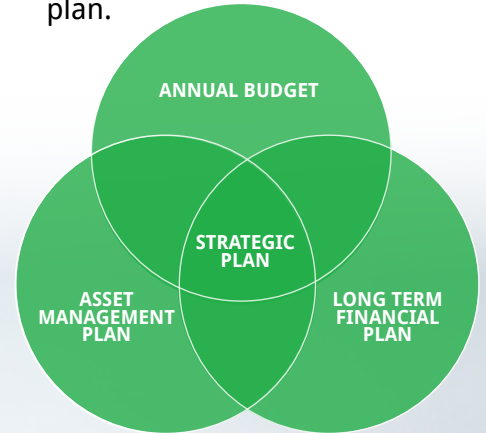 plan.
ANNUAL BUDGET
STRATEGIC
PLAN
ASSET
MANAGEMENT
PLAN
LONG TERM
FINANCIAL
PLAN